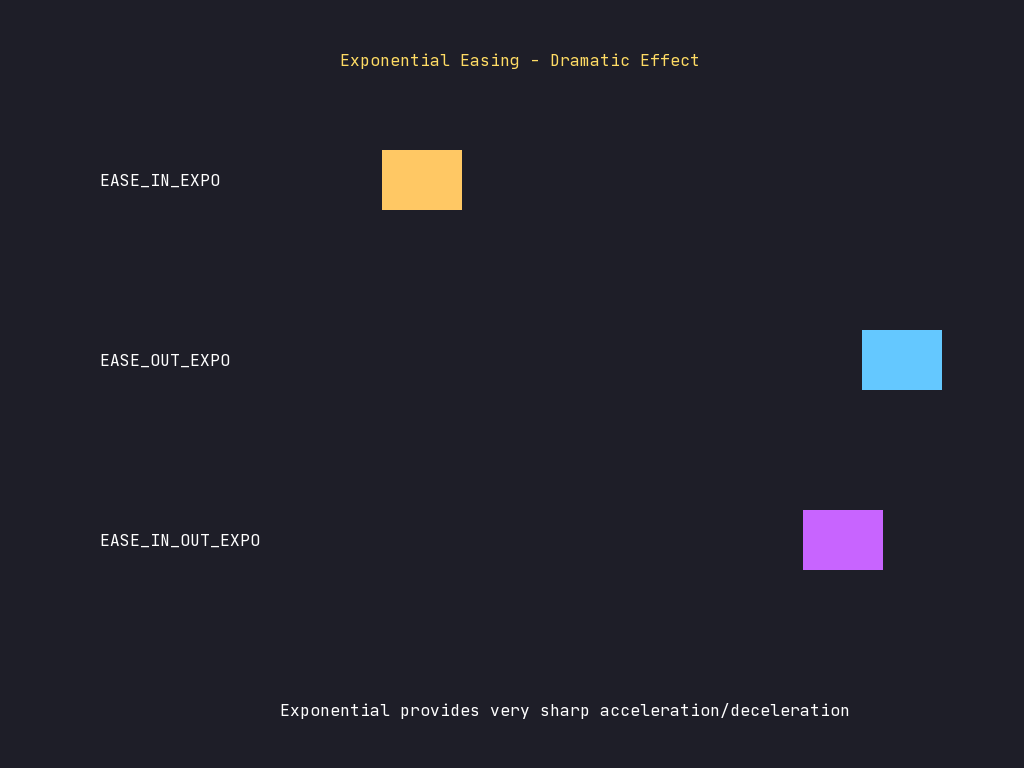 Exponential Easing - Dramatic Effect
EASE_IN_EXPO
EASE_OUT_EXPO
EASE_IN_OUT_EXPO
Exponential provides very sharp acceleration/deceleration